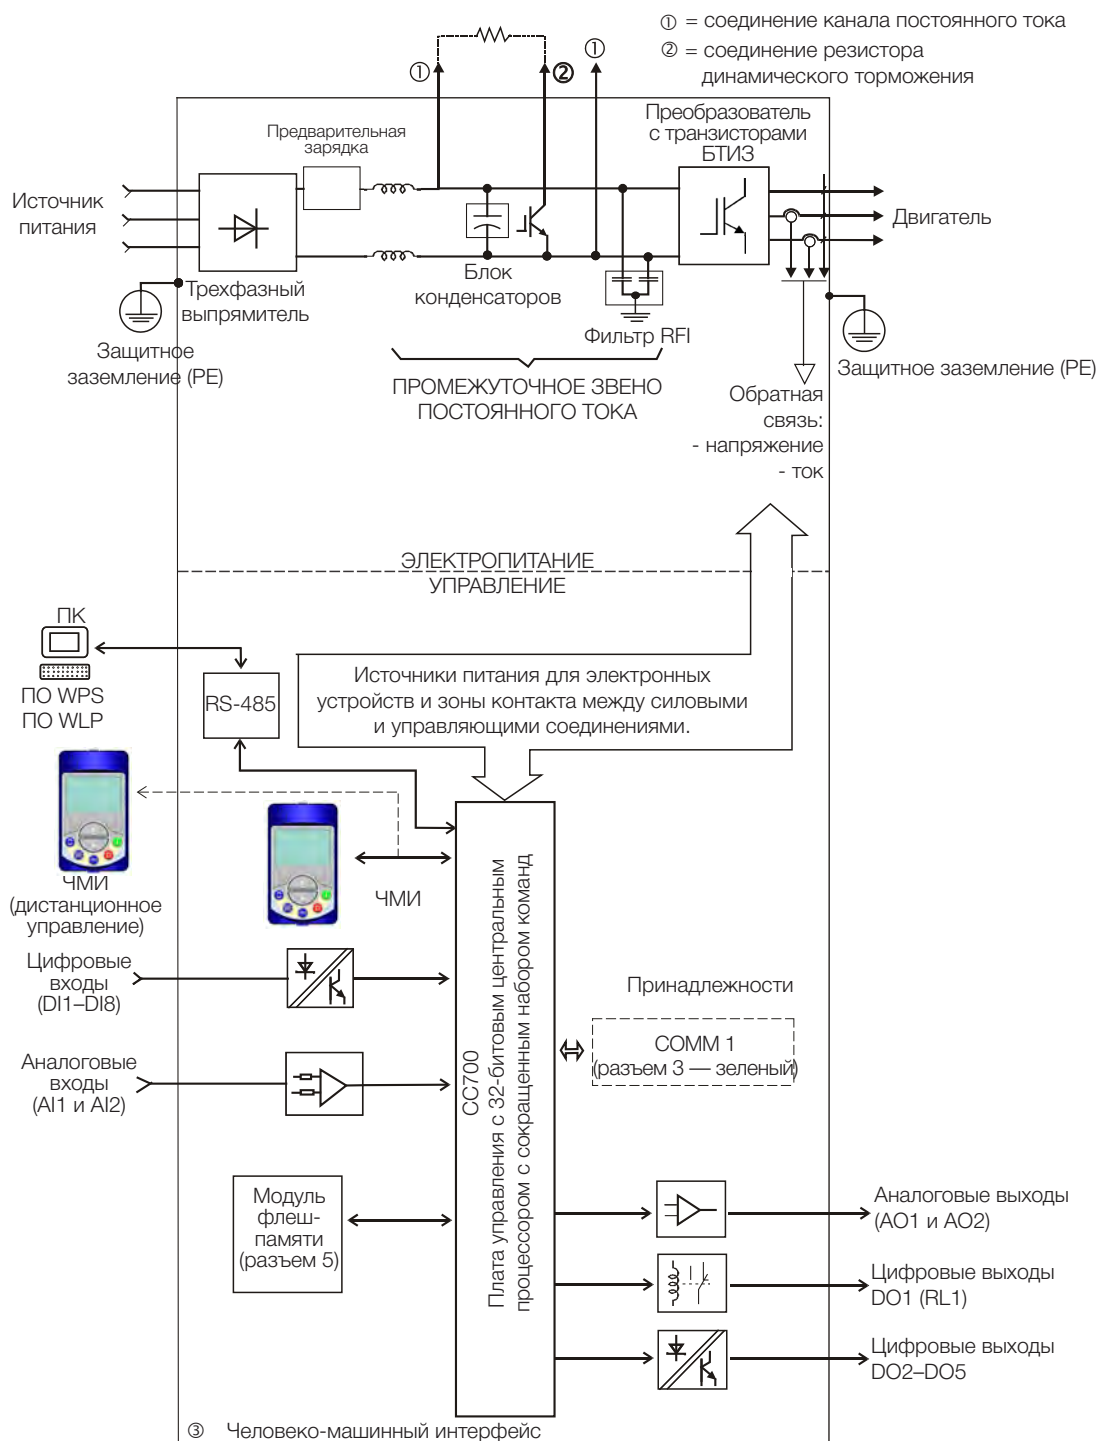 ① = соединение канала постоянного тока
② = соединение резистора
динамического торможения
①
②
①
Преобразователь
с транзисторами
БТИЗ
Предварительная
зарядка
Источник
питания
Двигатель
Блок
конденсаторов
Трехфазный
выпрямитель
Фильтр RFI
Защитное
заземление (PE)
Защитное заземление (PE)
ПРОМЕЖУТОЧНОЕ ЗВЕНО
ПОСТОЯННОГО ТОКА
Обратная
связь:
- напряжение
- ток
ЭЛЕКТРОПИТАНИЕ
УПРАВЛЕНИЕ
ПК
ПО WPS
ПО WLP
RS-485
Источники питания для электронных
устройств и зоны контакта между силовыми
и управляющими соединениями.
ЧМИ
(дистанционное
управление)
ЧМИ
Цифровые
входы
(DI1–DI8)
Аналоговые
входы
(AI1 и AI2)
CC700
Плата управления с 32-битовым центральным
процессором с сокращенным набором команд
Принадлежности
COMM 1
(разъем 3 — зеленый)
Модуль
флеш-
памяти
(разъем 5)
Аналоговые выходы
(AO1 и AO2)
Цифровые выходы
DO1 (RL1)
Цифровые выходы
DO2–DO5
③ Человеко-машинный интерфейс